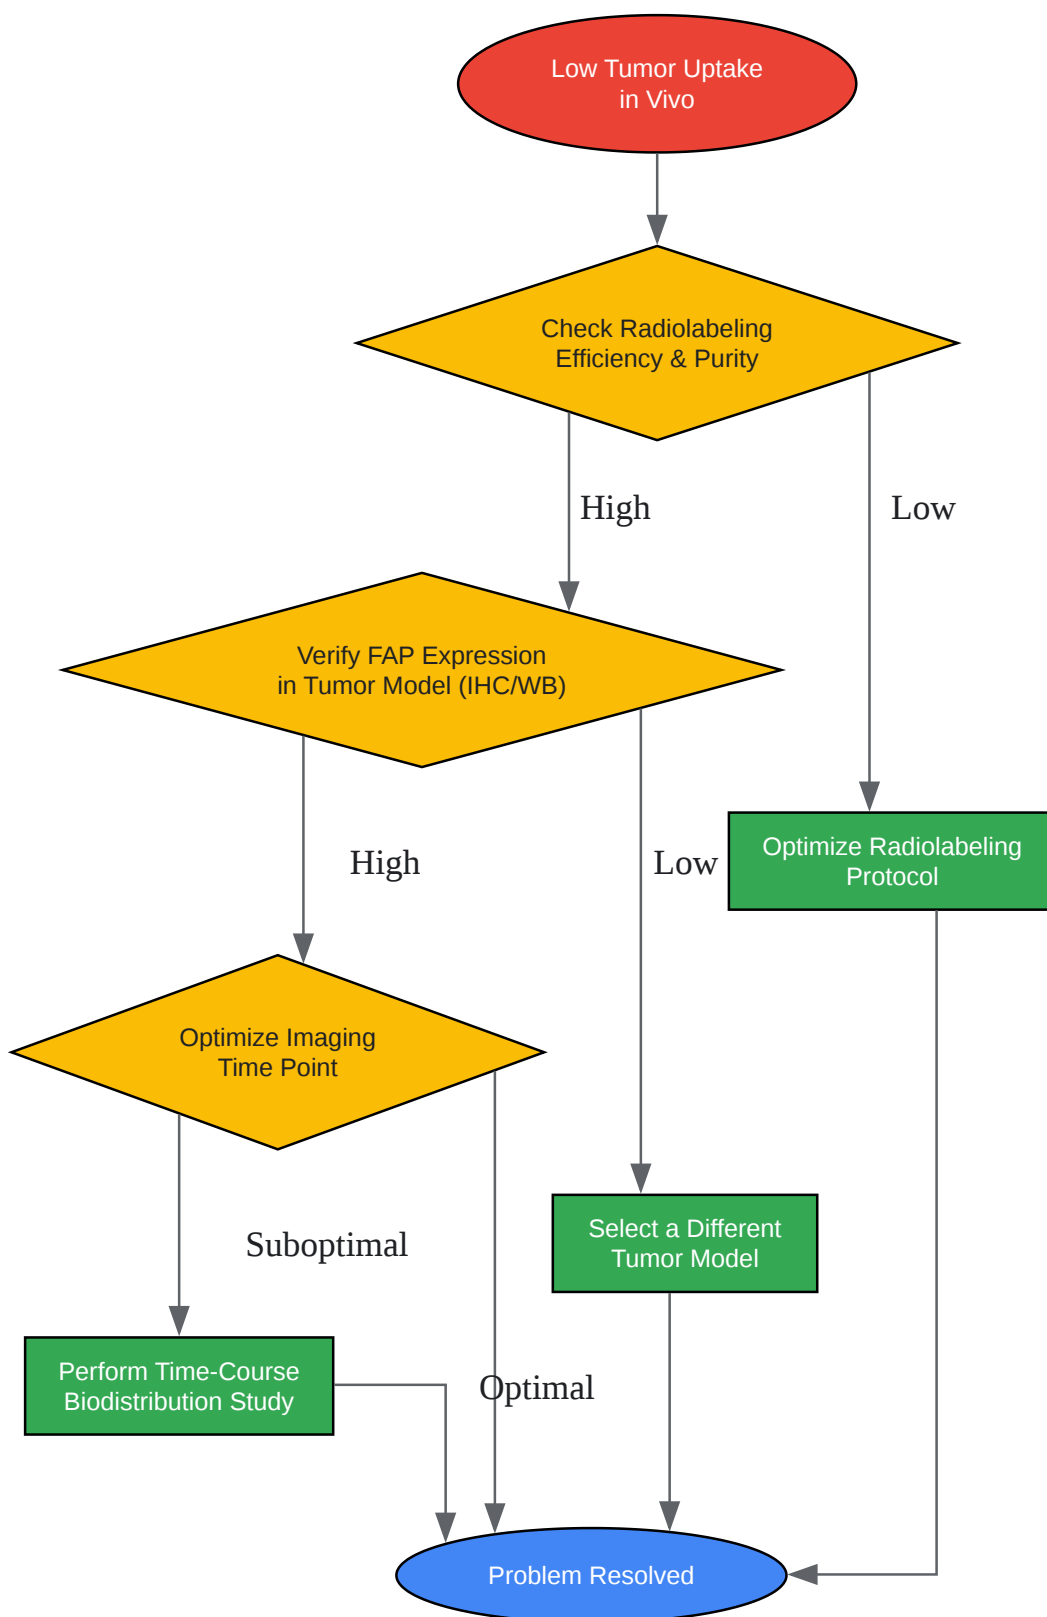 Low Tumor Uptake
in Vivo
Check Radiolabeling
Efficiency & Purity
High
Low
Verify FAP Expression
in Tumor Model (IHC/WB)
High
Low
Optimize Radiolabeling
Protocol
Optimize Imaging
Time Point
Suboptimal
Select a Different
Tumor Model
Perform Time-Course
Biodistribution Study
Optimal
Problem Resolved